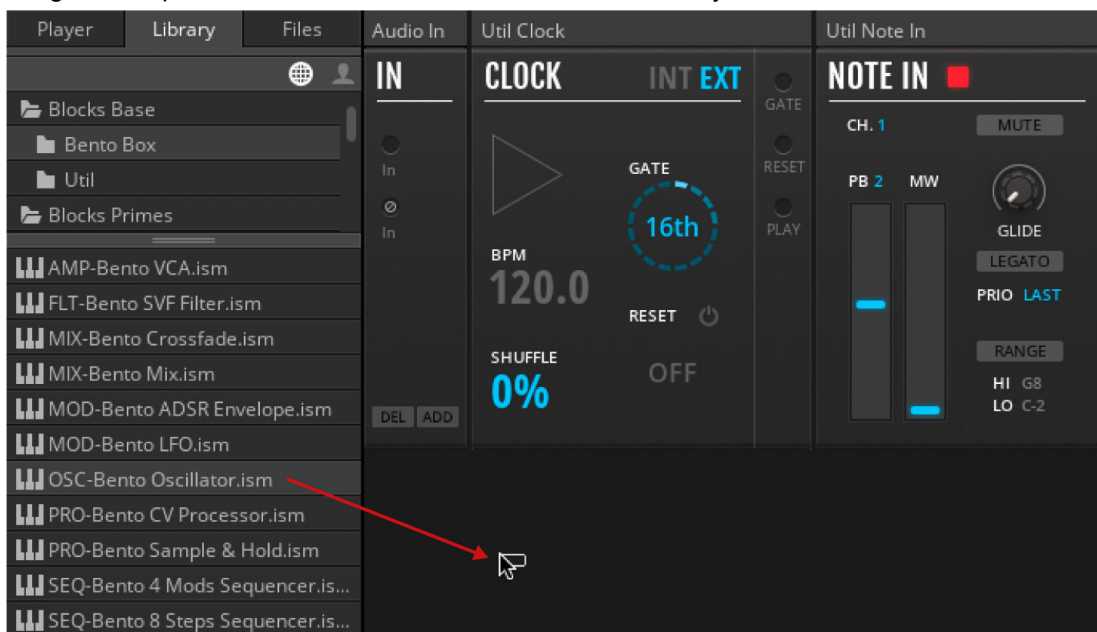 Player Library Files
Blocks Base
Bento Box
Util
Blocks Primes
AMP-Bento VCA.ism
FLT-Bento SVF Filter.ism
MIX-Bento Crossfade.ism
MIX-Bento Mix.ism
MOD-Bento ADSR Envelope.ism
MOD-Bento LFO.ism
OSC-Bento Oscillator.ism
PRO-Bento CV Processor.ism
PRO-Bento Sample & Hold.ism
SEQ-Bento 4 Mods Sequencer.is...
SEQ-Bento 8 Steps Sequencer.is...
Audio In
IN
In
In
DEL ADD
Util Clock
CLOCK INT EXT
GATE
RESET
PLAY
GATE
16th
BPM
120.0
RESET
SHUFFLE
0%
OFF
Util Note In
NOTE IN
CH. 1 MUTE
PB 2 MW
GLIDE
LEGATO
PRIO LAST
RANGE
HI G8
LO C-2